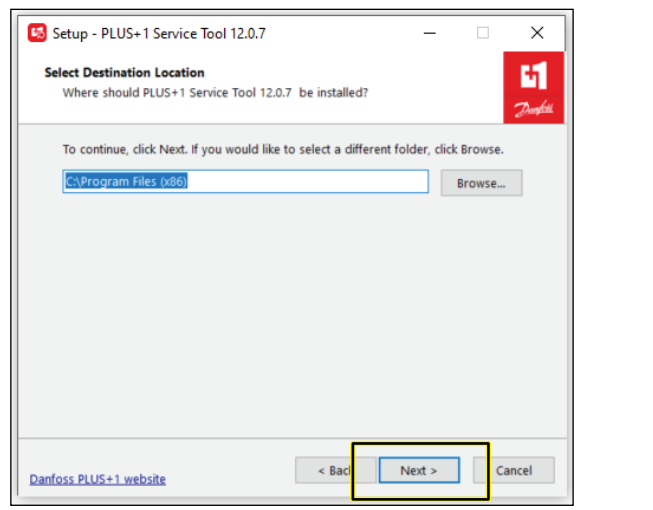 Setup - PLUS+1 Service Tool 12.0.7
Select Destination Location
Where should PLUS+1 Service Tool 12.0.7 be installed?
+1
Danfoss
To continue, click Next. If you would like to select a different folder, click Browse.
C:\Program Files (x86)
Browse...
< Back
Next >
Cancel
Danfoss PLUS+1 website